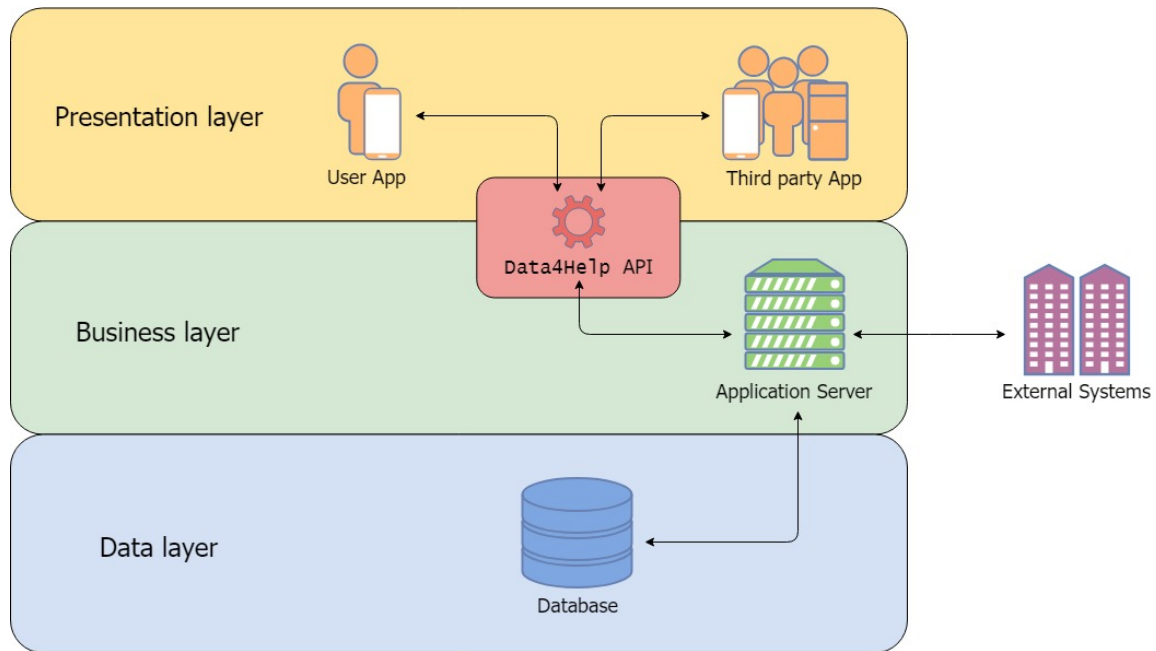 Presentation layer
User App
Third party App
Data4Help API
Business layer
Application Server
External Systems
Data layer
Database